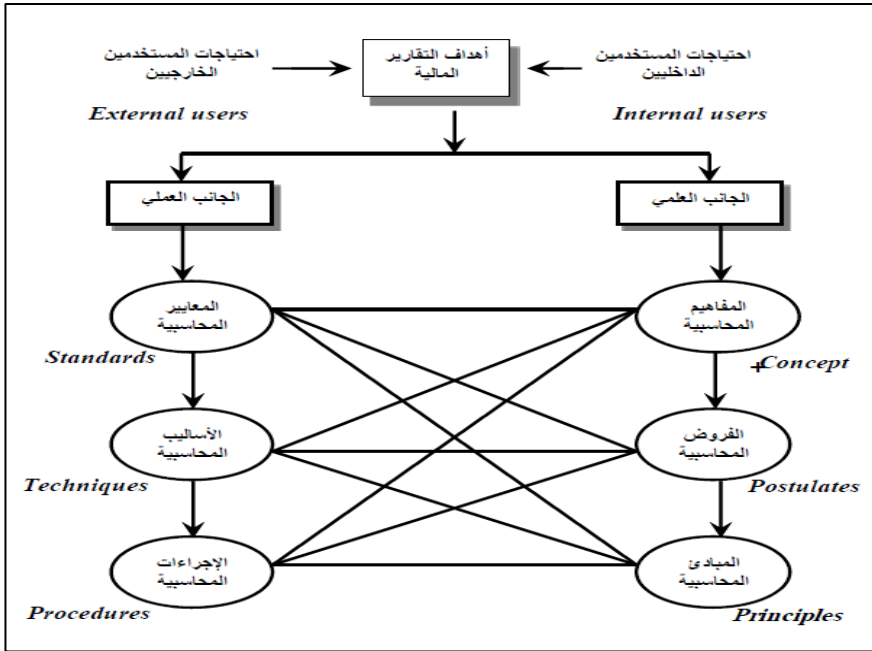 احتياجات المستخدمين
الداخليين
Internal users
أهداف التقارير
المالية
احتياجات المستخدمين
الخارجيين
External users
الجانب العلمي
الجانب العملي
المفاهيم
المحاسبية
Concept
المعايير
المحاسبية
Standards
الفروض
المحاسبية
Postulates
الأساليب
المحاسبية
Techniques
المبادئ
المحاسبية
Principles
الإجراءات
المحاسبية
Procedures